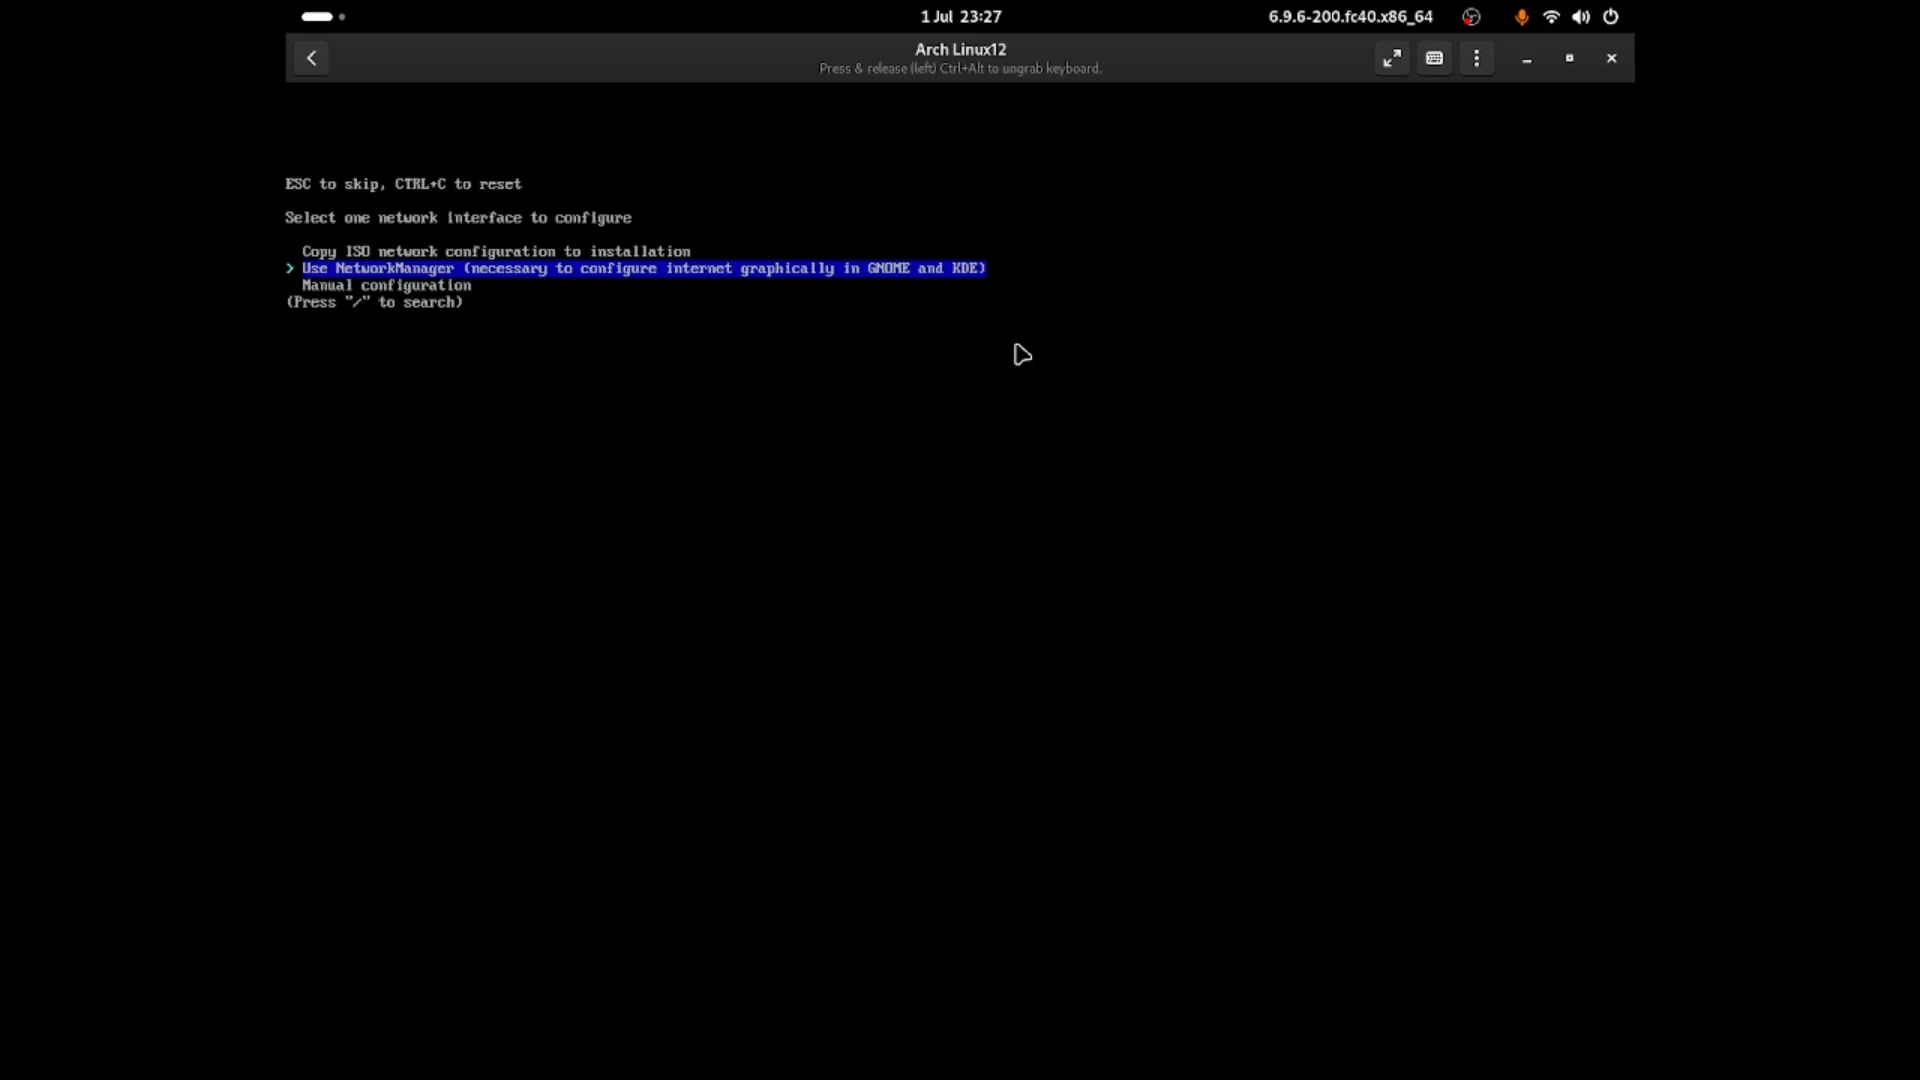 1 Jul 23:27
6.9.6-200.fc40.x86_64
Arch Linux12
Press & release (left) Ctrl+Alt to ungrab keyboard.
ESC to skip, CTRL+C to reset
Select one network interface to configure
Copy ISO network configuration to installation
> Use NetworkManager (necessary to configure internet graphically in GNOME and KDE)
Manual configuration
(Press "/" to search)